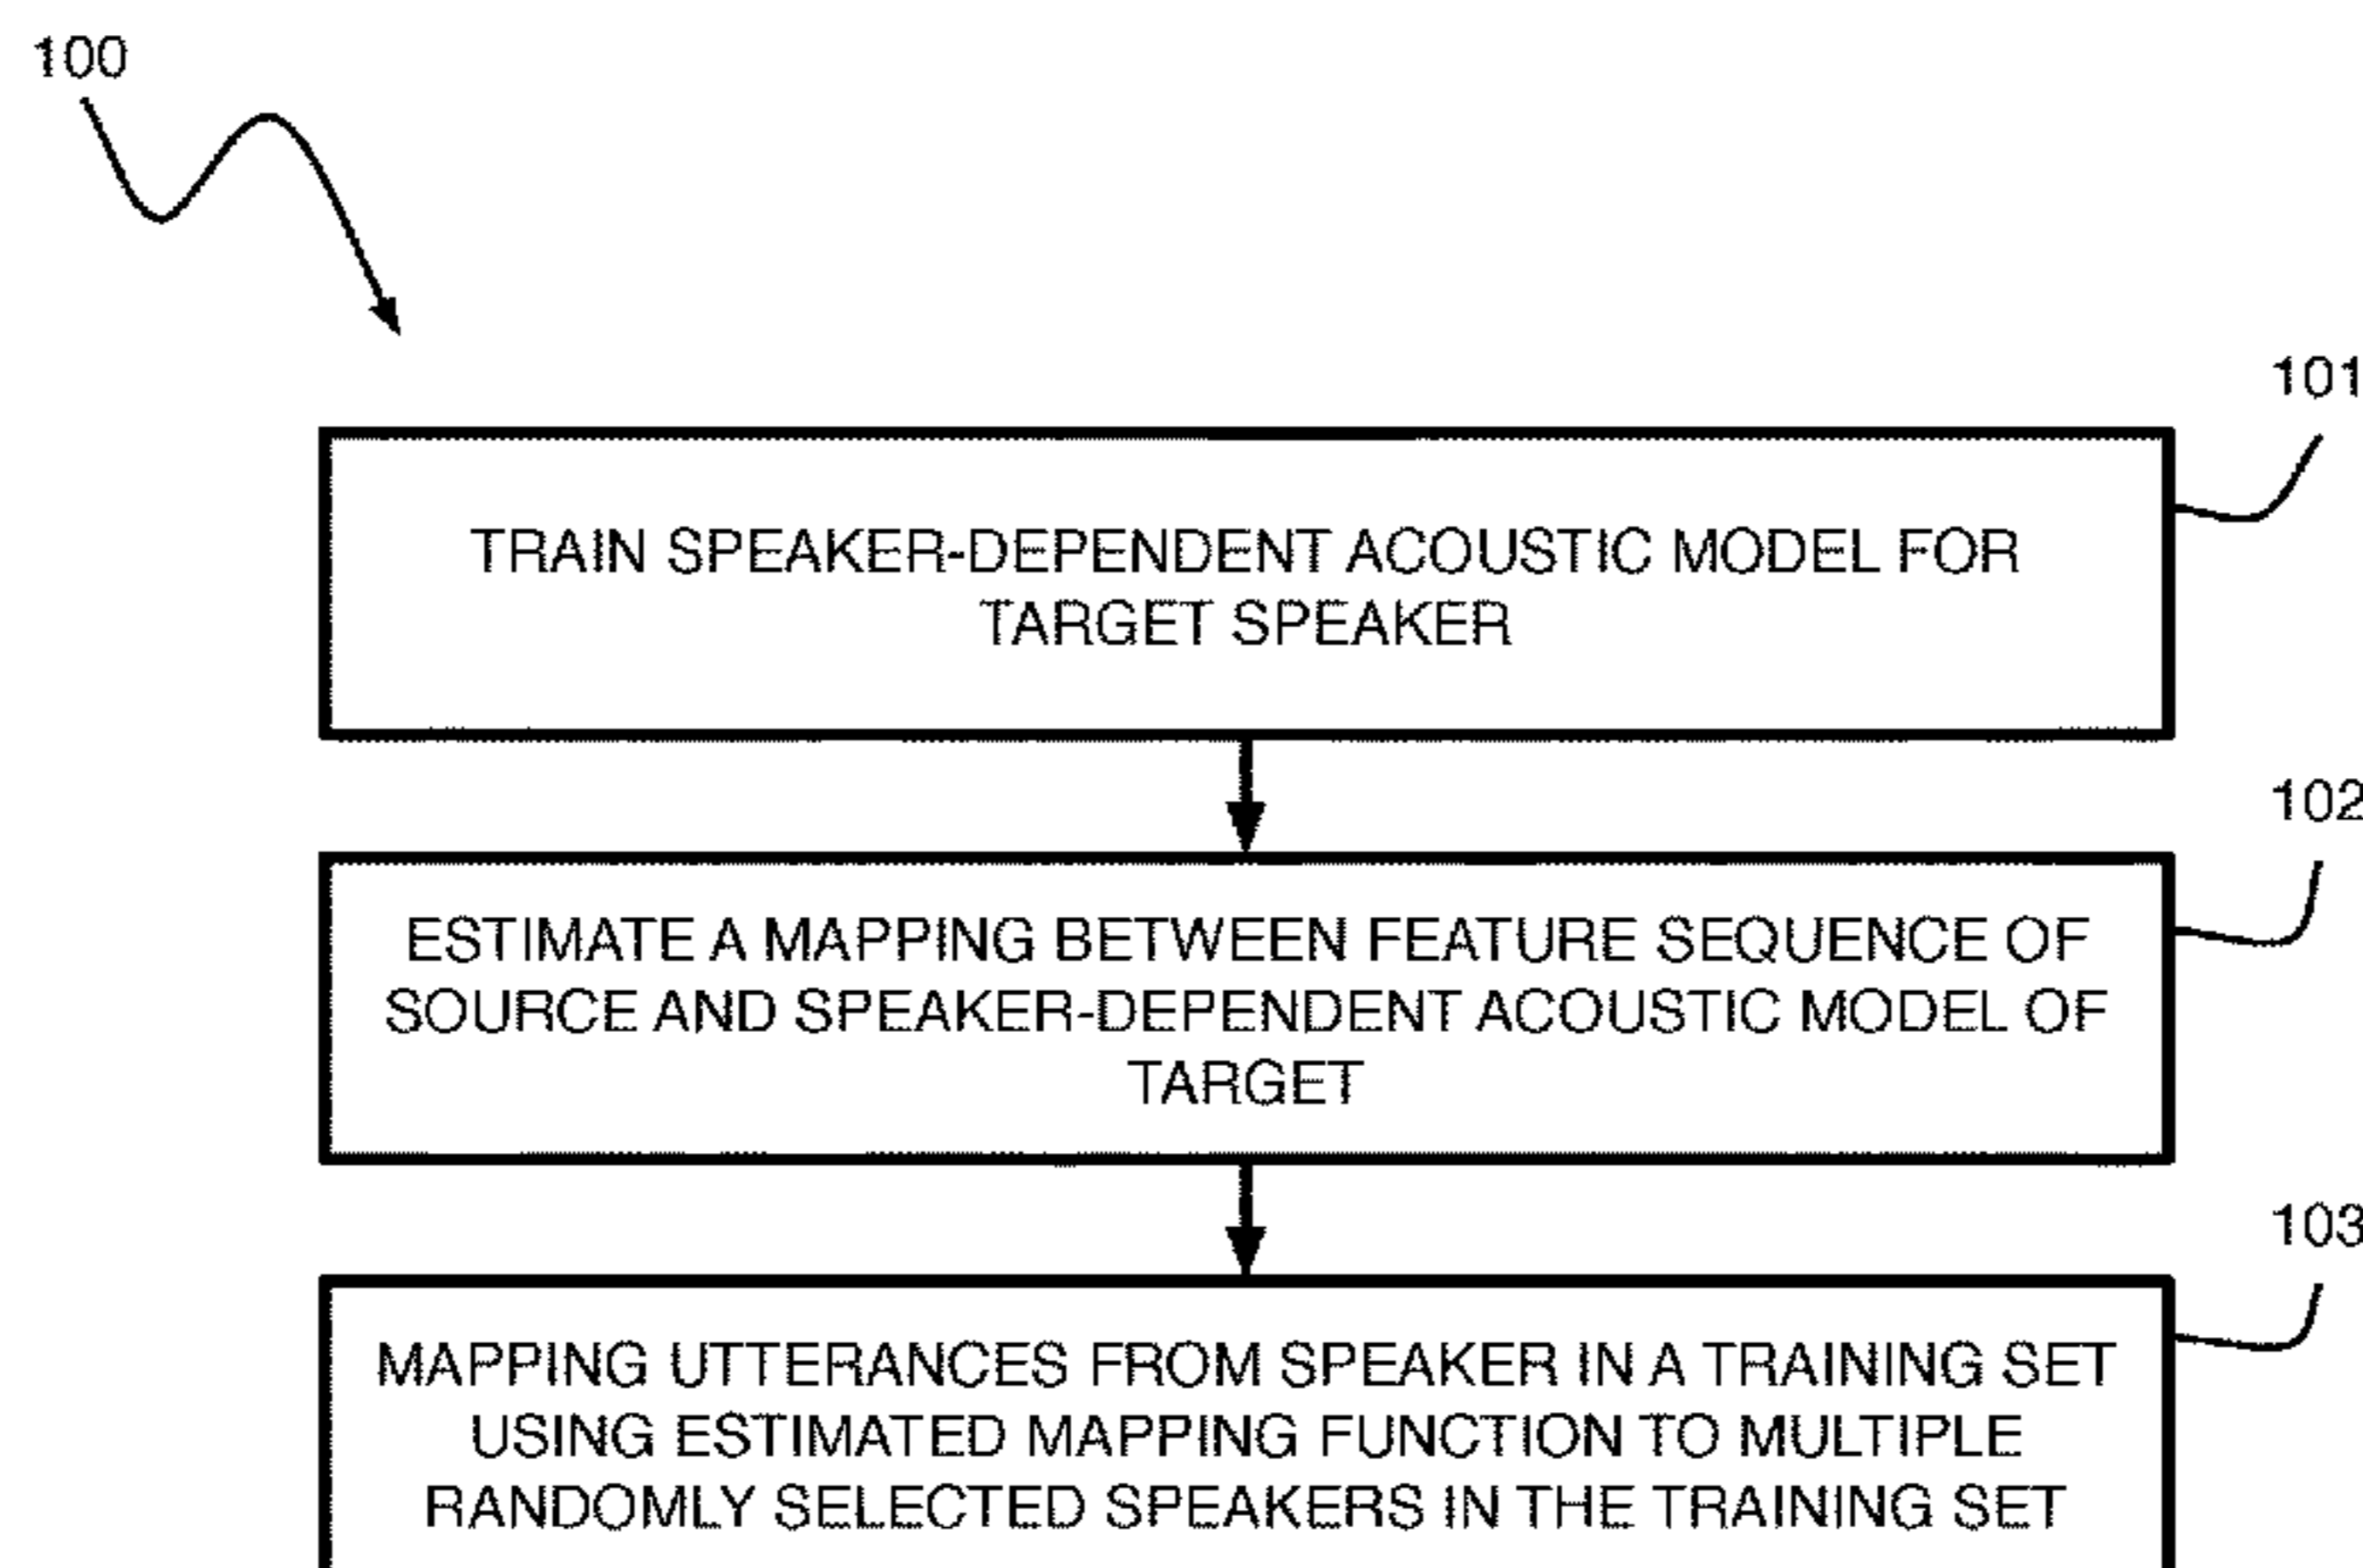 100
101
TRAIN SPEAKER-DEPENDENT ACOUSTIC MODEL FOR
TARGET SPEAKER
102
ESTIMATE A MAPPING BETWEEN FEATURE SEQUENCE OF
SOURCE AND SPEAKER-DEPENDENT ACOUSTIC MODEL OF
TARGET
103
MAPPING UTTERANCES FROM SPEAKER IN A TRAINING SET
USING ESTIMATED MAPPING FUNCTION TO MULTIPLE
RANDOMLY SELECTED SPEAKERS IN THE TRAINING SET